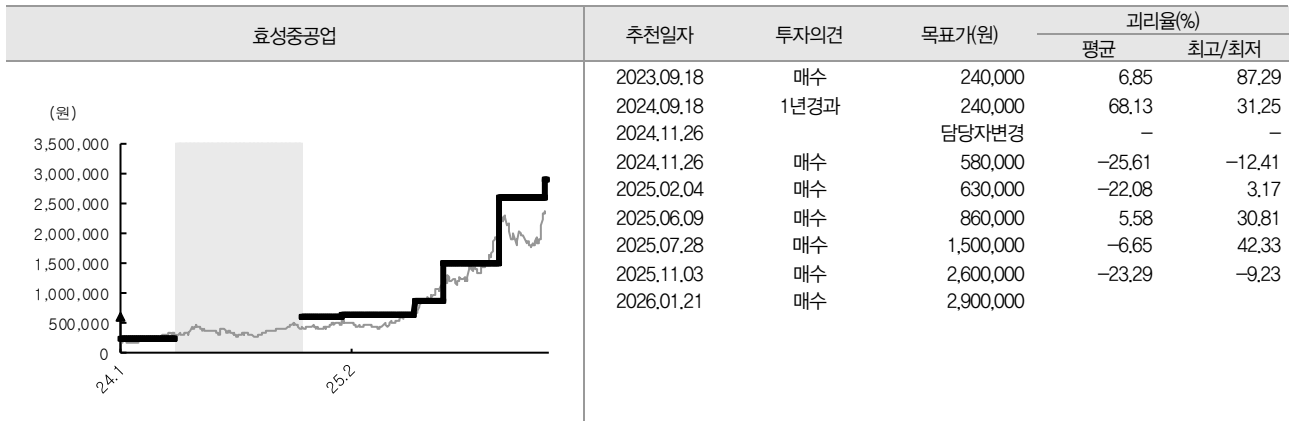 효성중공업
(원)
3,500,000
3,000,000
2,500,000
2,000,000
1,500,000
1,000,000
500,000
0
24.1
25.2
추천일자 투자의견 목표가(원) 괴리율(%)
평균 최고/최저
2023.09.18 매수 240,000 6.85 87.29
2024.09.18 1년경과 240,000 68.13 31.25
2024.11.26 담당자변경 – –
2024.11.26 매수 580,000 –25.61 –12.41
2025.02.04 매수 630,000 –22.08 3.17
2025.06.09 매수 860,000 5.58 30.81
2025.07.28 매수 1,500,000 –6.65 42.33
2025.11.03 매수 2,600,000 –23.29 –9.23
2026.01.21 매수 2,900,000